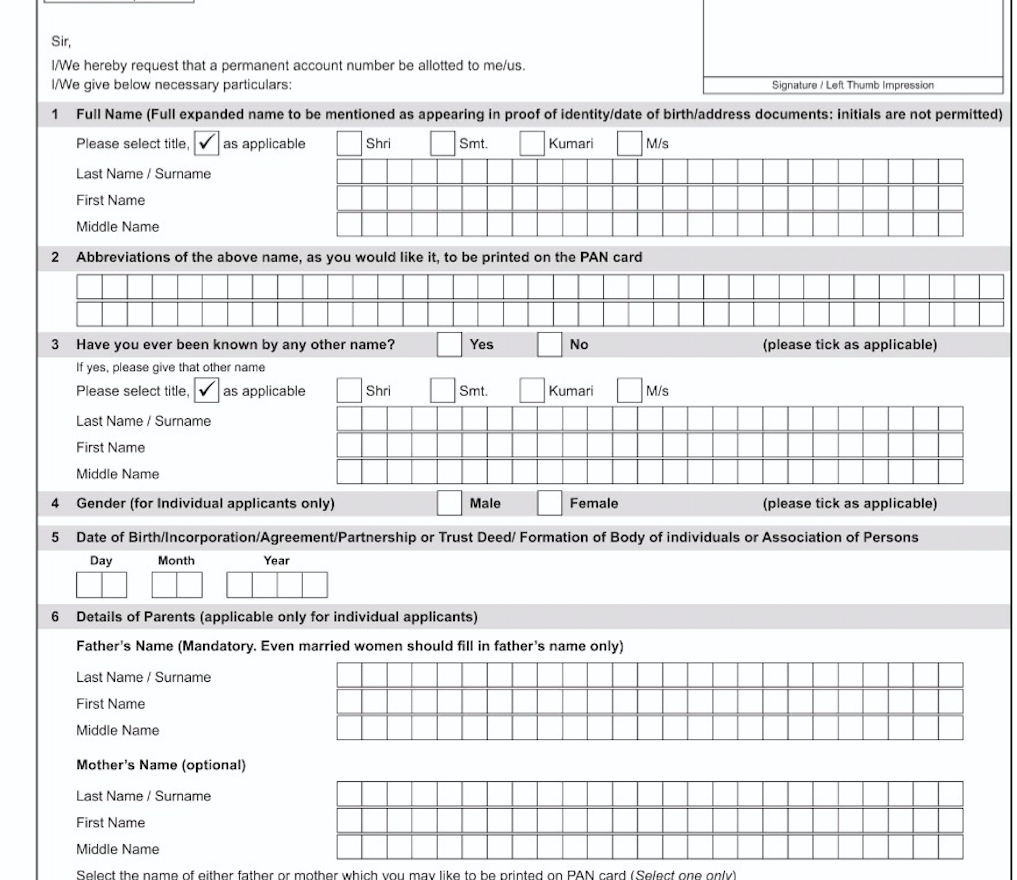 Sir,
I/We hereby request that a permanent account number be allotted to me/us.
I/We give below necessary particulars:
Signature / Left Thumb Impression
1 Full Name (Full expanded name to be mentioned as appearing in proof of identity/date of birth/address documents: initials are not permitted)
Please select title, ✓ as applicable Shri Smt. Kumari M/s
Last Name / Surname
First Name
Middle Name
2 Abbreviations of the above name, as you would like it, to be printed on the PAN card
3 Have you ever been known by any other name? Yes No (please tick as applicable)
If yes, please give that other name
Please select title, ✓ as applicable Shri Smt. Kumari M/s
Last Name / Surname
First Name
Middle Name
4 Gender (for Individual applicants only) Male Female (please tick as applicable)
5 Date of Birth/Incorporation/Agreement/Partnership or Trust Deed/ Formation of Body of individuals or Association of Persons
Day Month Year
6 Details of Parents (applicable only for individual applicants)
Father's Name (Mandatory. Even married women should fill in father's name only)
Last Name / Surname
First Name
Middle Name
Mother's Name (optional)
Last Name / Surname
First Name
Middle Name
Select the name of either father or mother which you may like to be printed on PAN card (Select one only)